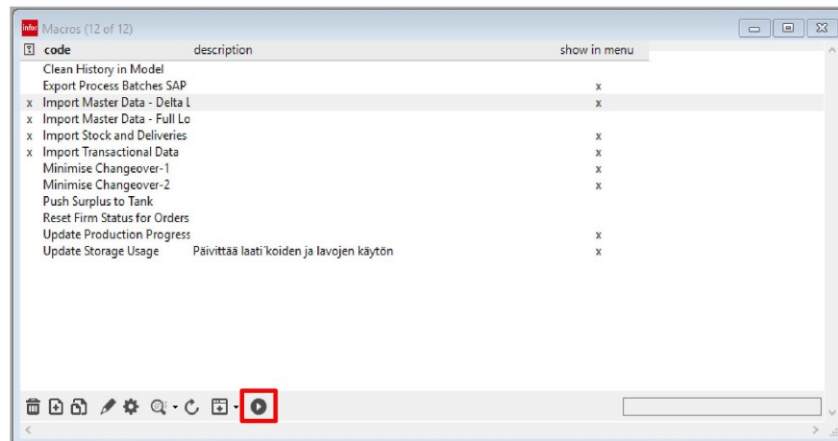 infor Macros (12 of 12)
code description show in menu
Clean History in Model
Export Process Batches SAP x
x Import Master Data - Delta L x
x Import Master Data - Full Lo
x Import Stock and Deliveries x
x Import Transactional Data x
Minimise Changeover-1 x
Minimise Changeover-2 x
Push Surplus to Tank
Reset Firm Status for Orders
Update Production Progress x
Update Storage Usage Päivittää laati´koiden ja lavojen käytön x